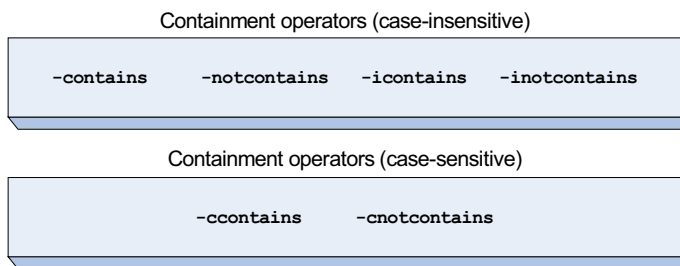 Containment operators (case-insensitive)
-contains -notcontains -icontains -inotcontains
Containment operators (case-sensitive)
-ccontains -cnotcontains